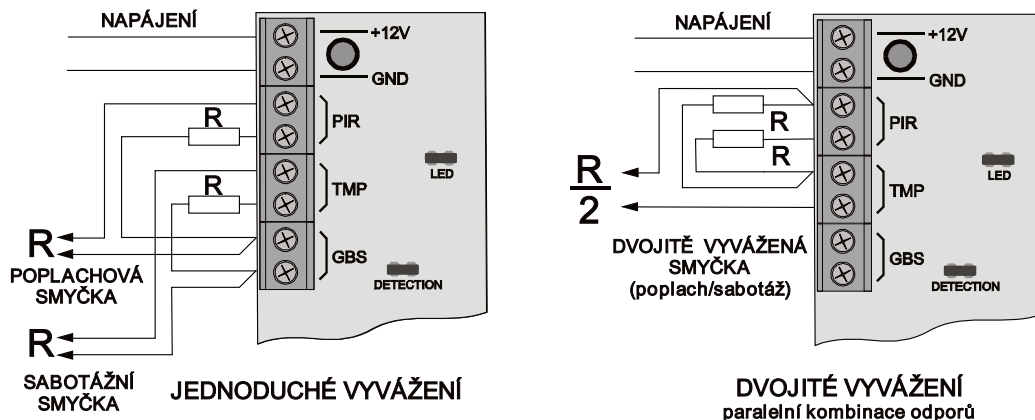 NAPÁJENÍ
+12V
GND
R
PIR
R
TMP
LED
R
POPLACHOVÁ
SMYČKA
GBS
DETECTION
R
SABOTÁŽNÍ
SMYČKA
JEDNODUCHÉ VYVÁŽENÍ
NAPÁJENÍ
+12V
GND
R
PIR
R
R
2
LED
TMP
DVOJITĚ VYVÁŽENÁ
SMYČKA
(poplach/sabotáž)
GBS
DETECTION
DVOJITÉ VYVÁŽENÍ
paralelní kombinace odporů